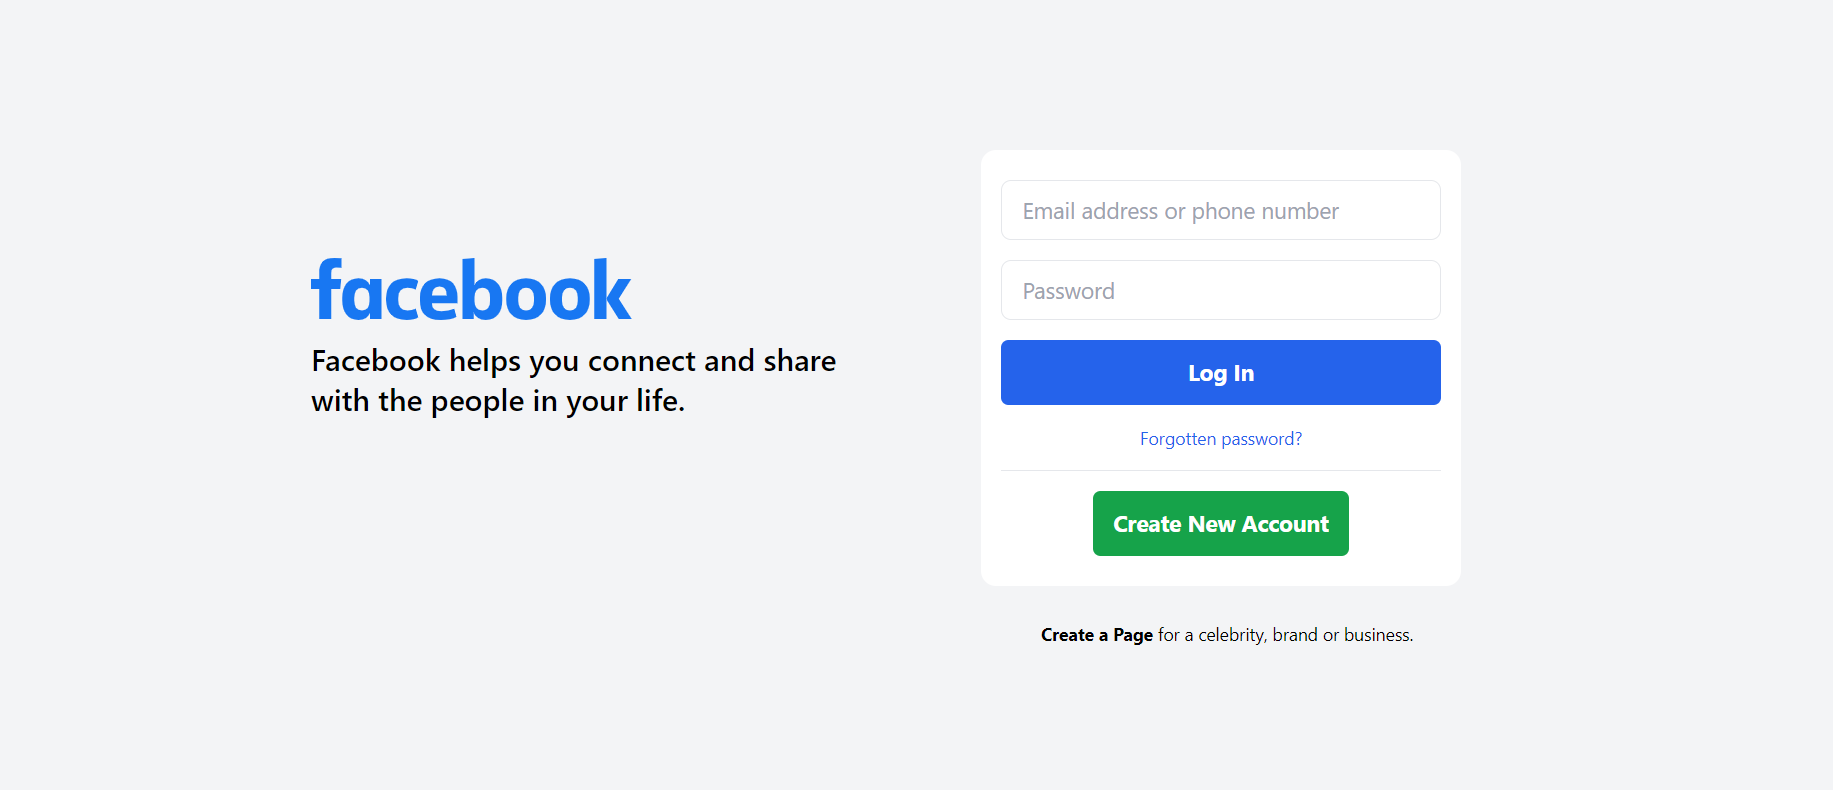 facebook
Facebook helps you connect and share
with the people in your life.
Email address or phone number
Password
Log In
Forgotten password?
Create New Account
Create a Page for a celebrity, brand or business.